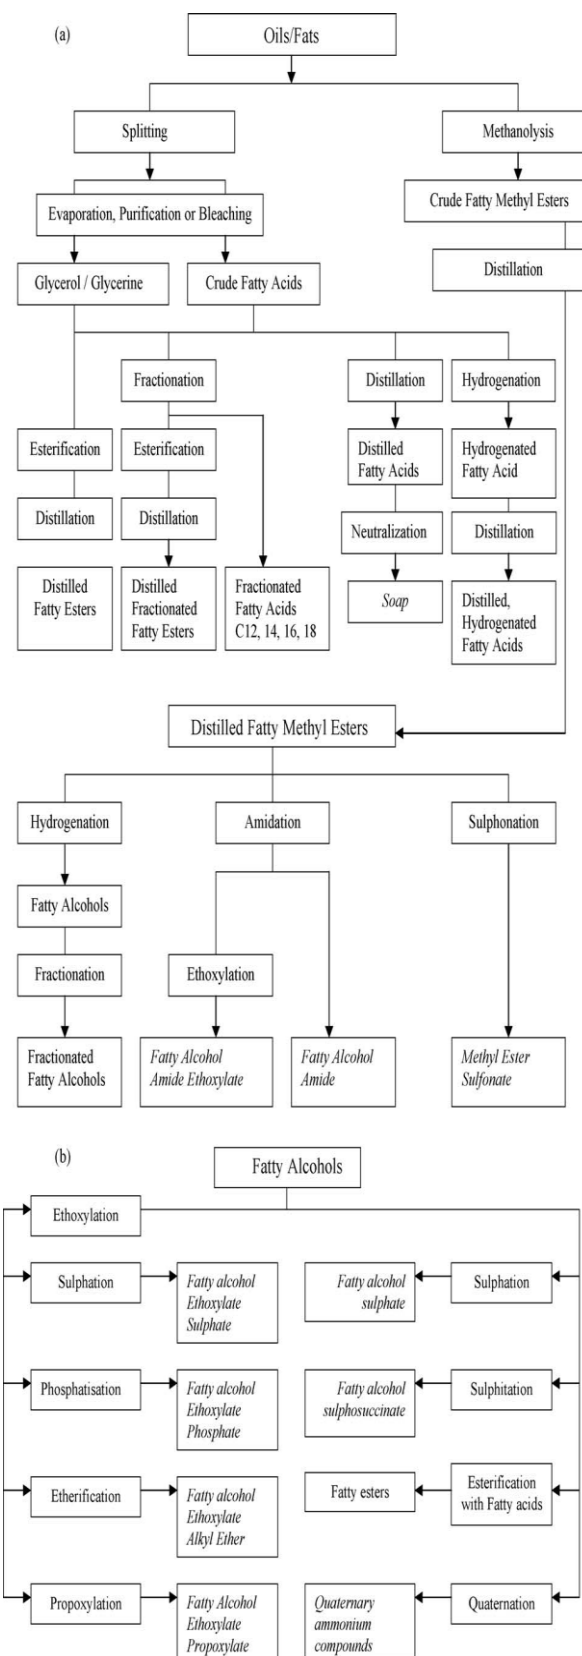 (a)
Oils/Fats
Splitting
Methanolysis
Evaporation, Purification or Bleaching
Crude Fatty Methyl Esters
Distillation
Glycerol / Glycerine
Crude Fatty Acids
Fractionation
Distillation
Hydrogenation
Esterification
Esterification
Distilled
Fatty Acids
Hydrogenated
Fatty Acid
Distillation
Distillation
Neutralization
Distillation
Distilled
Fatty Esters
Distilled
Fractionated
Fatty Esters
Fractionated
Fatty Acids
C12, 14, 16, 18
Soap
Distilled,
Hydrogenated
Fatty Acids
Distilled Fatty Methyl Esters
Hydrogenation
Amidation
Sulphonation
Fatty Alcohols
Fractionation
Ethoxylation
Fractionated
Fatty Alcohols
Fatty Alcohol
Amide Ethoxylate
Fatty Alcohol
Amide
Methyl Ester
Sulfonate
(b)
Fatty Alcohols
Ethoxylation
Sulphation
Fatty alcohol
Ethoxylate
Sulphate
Fatty alcohol
sulphate
Sulphation
Phosphatisation
Fatty alcohol
Ethoxylate
Phosphate
Fatty alcohol
sulphosuccinate
Sulphitation
Etherification
Fatty alcohol
Ethoxylate
Alkyl Ether
Fatty esters
Esterification
with Fatty acids
Propoxylation
Fatty Alcohol
Ethoxylate
Propoxylate
Quaternary
ammonium
compounds
Quaternation